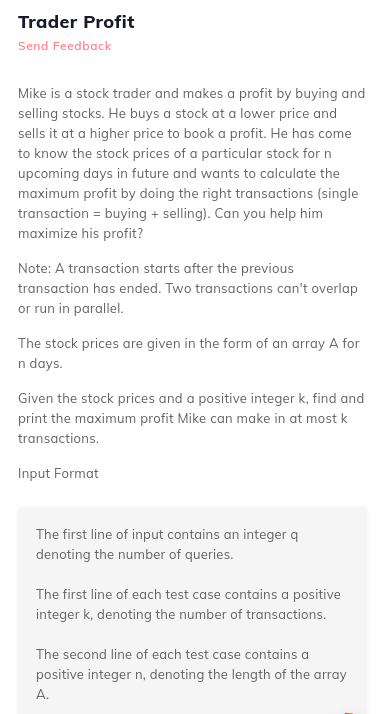 Trader Profit
Send Feedback
Mike is a stock trader and makes a profit by buying and
selling stocks. He buys a stock at a lower price and
sells it at a higher price to book a profit. He has come
to know the stock prices of a particular stock for n
upcoming days in future and wants to calculate the
maximum profit by doing the right transactions (single
transaction = buying + selling). Can you help him
maximize his profit?
Note: A transaction starts after the previous
transaction has ended. Two transactions can't overlap
or run in parallel.
The stock prices are given in the form of an array A for
n days.
Given the stock prices and a positive integer k, find and
print the maximum profit Mike can make in at most k
transactions.
Input Format
The first line of input contains an integer q
denoting the number of queries.
The first line of each test case contains a positive
integer k, denoting the number of transactions.
The second line of each test case contains a
positive integer n, denoting the length of the array
A.